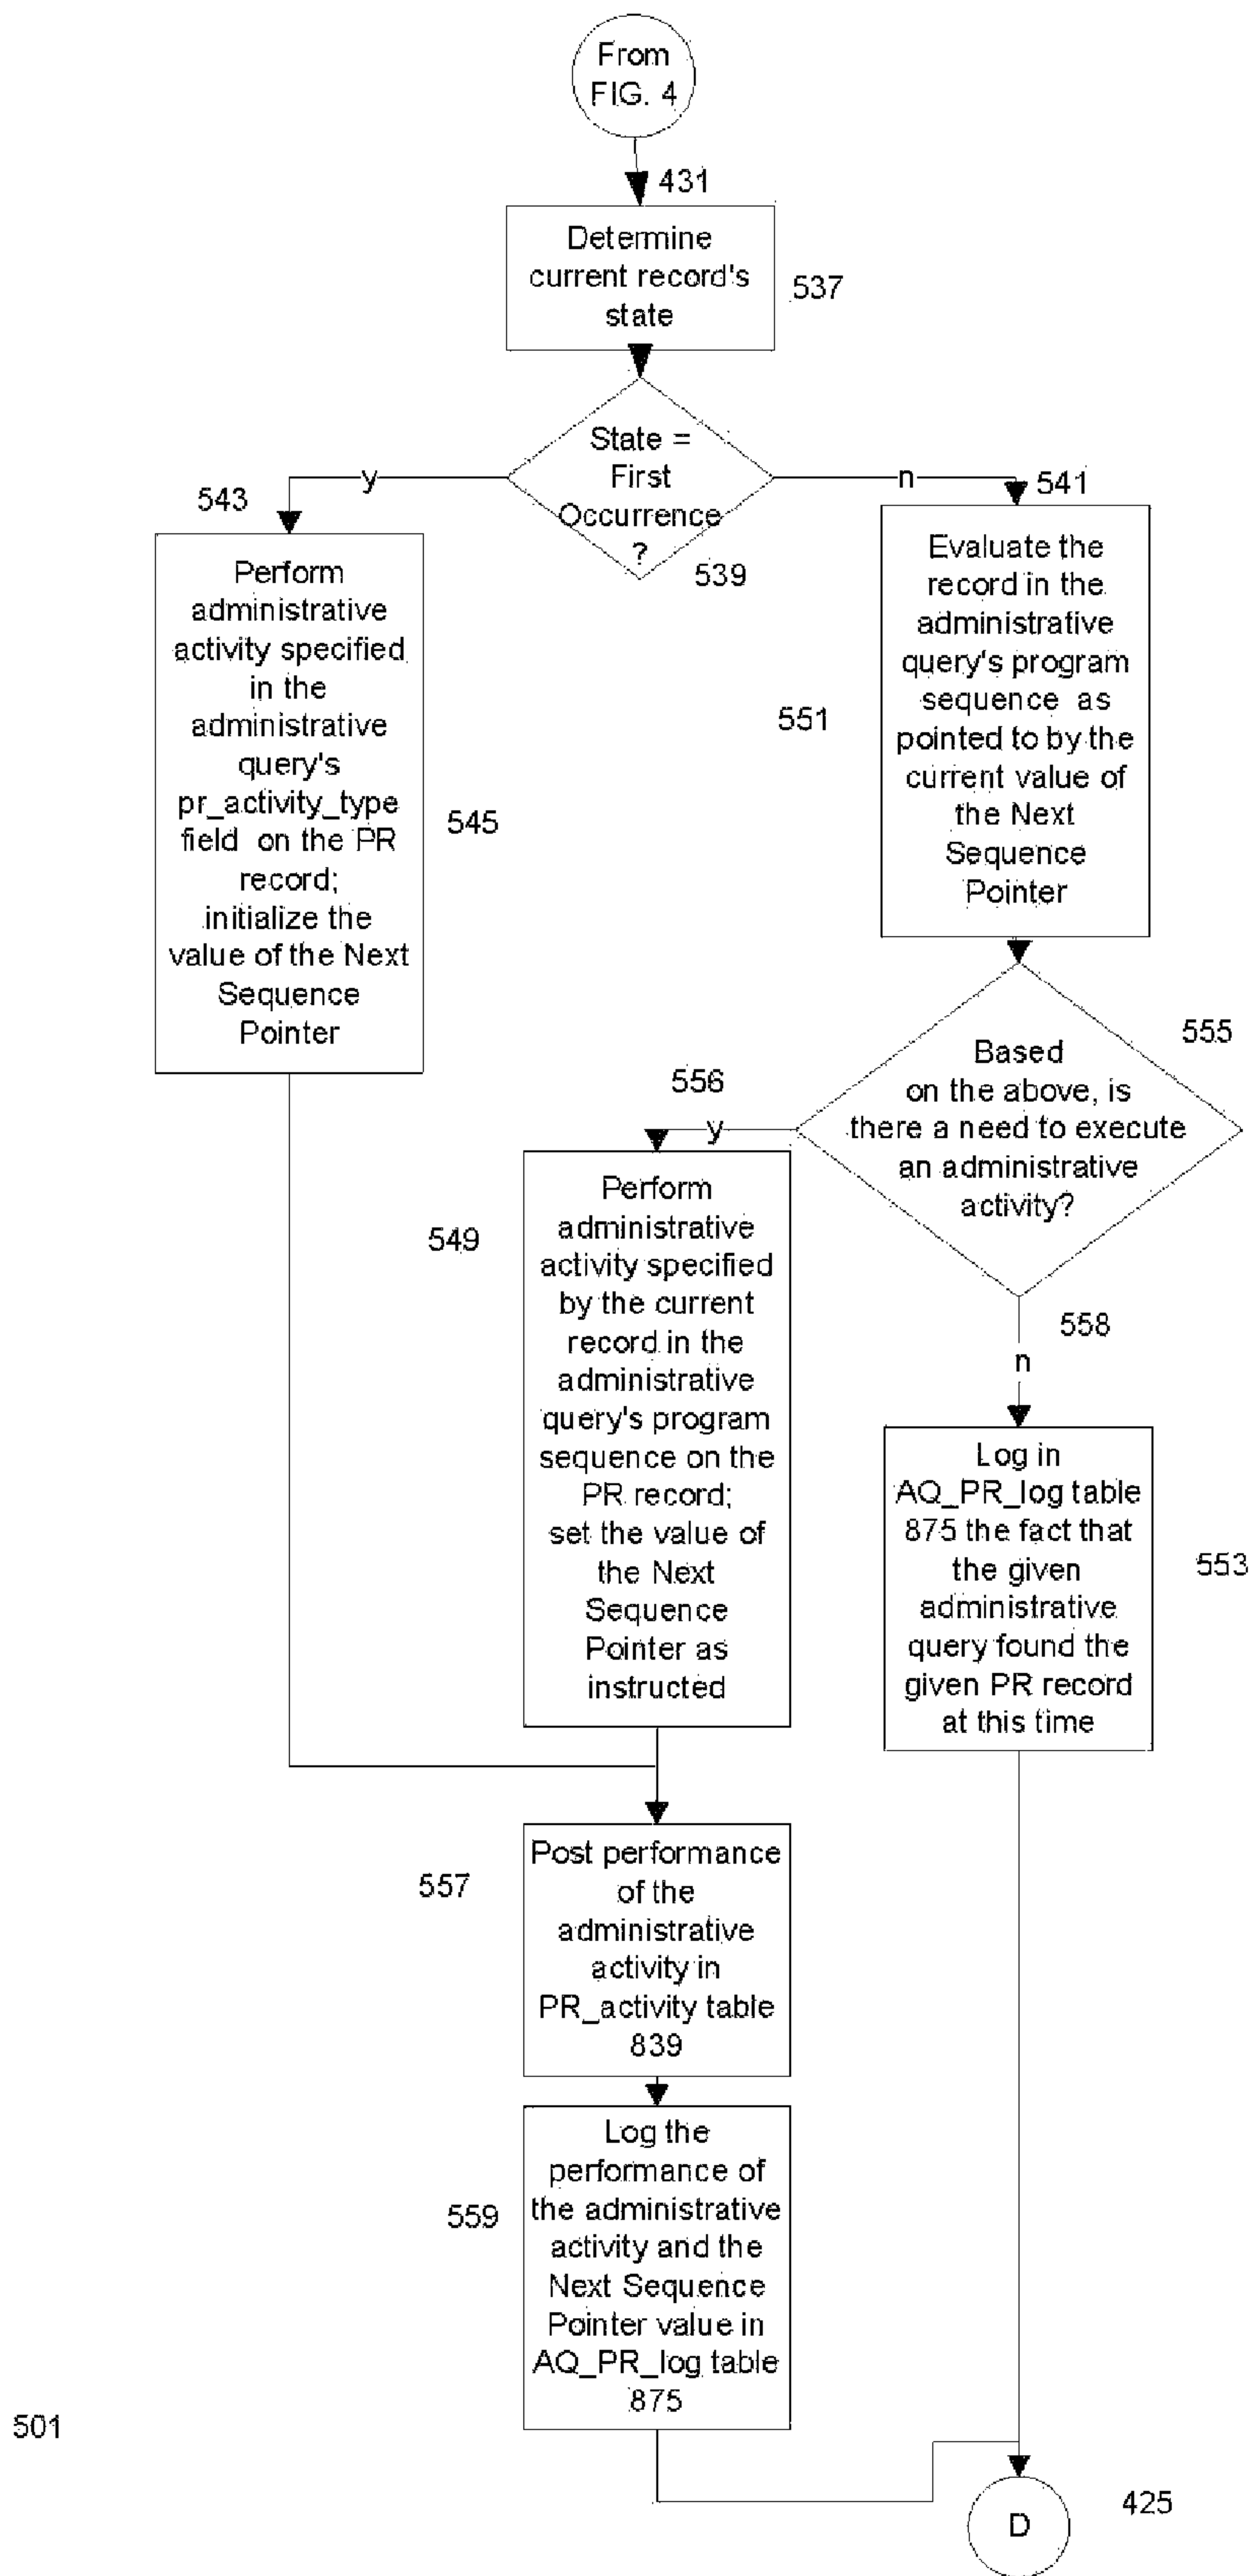 From
FIG. 4
431
Determine
current record's
state
537
State =
First
Occurrence
?
539
y
n
543
541
Perform
administrative
activity specified
in the
administrative
query's
pr_activity_type
field on the PR
record;
initialize the
value of the Next
Sequence
Pointer
545
Evaluate the
record in the
administrative
query's program
sequence as
pointed to by the
current value of
the Next
Sequence
Pointer
551
Based
on the above, is
there a need to execute
an administrative
activity?
555
556
y
558
n
Perform
administrative
activity specified
by the current
record in the
administrative
query's program
sequence on the
PR record;
set the value of
the Next
Sequence
Pointer as
instructed
549
Log in
AQ_PR_log table
875 the fact that
the given
administrative
query found the
given PR record
at this time
553
Post performance
of the
administrative
activity in
PR_activity table
839
557
Log the
performance of
the administrative
activity and the
Next Sequence
Pointer value in
AQ_PR_log table
875
559
501
D
425